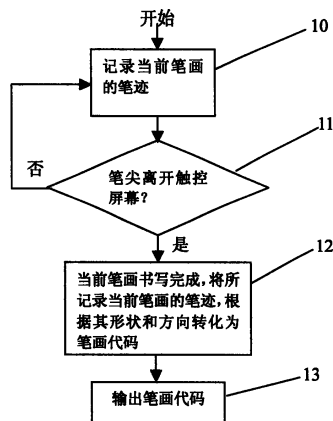 开始
10
记录当前笔画
的笔迹
11
笔尖离开触控
屏幕？
否
是
12
当前笔画书写完成，将所
记录当前笔画的笔迹，根
据其形状和方向转化为
笔画代码
13
输出笔画代码